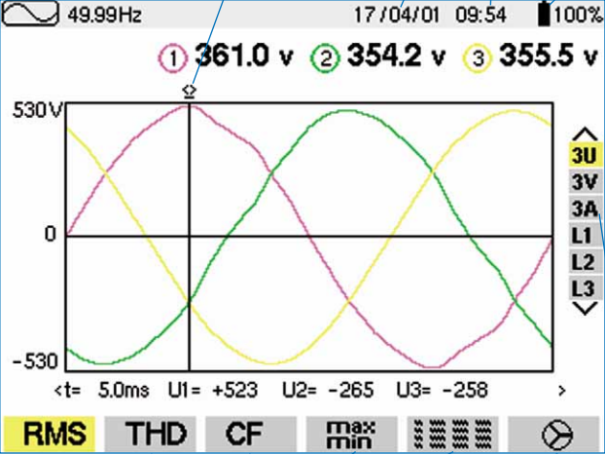 49.99Hz 17/04/01 09:54 100%
1 361.0 v 2 354.2 v 3 355.5 v
530V
3U
3V
3A
0
L1
L2
L3
-530
<t= 5.0ms U1= +523 U2= -265 U3= -258 >
RMS THD CF max min